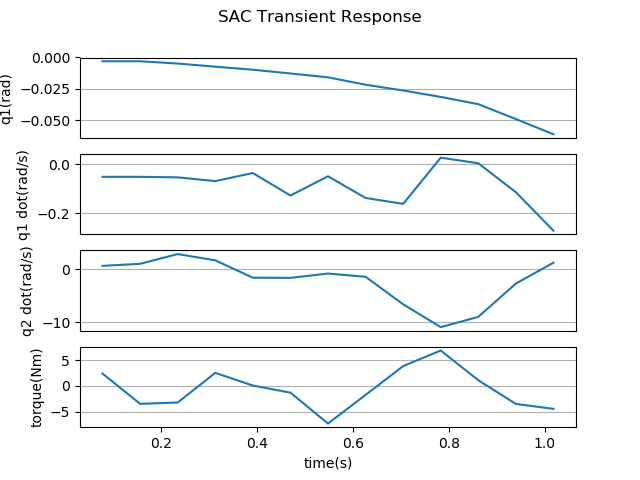 SAC Transient Response
q1(rad)
0.000
−0.025
−0.050
q1 dot(rad/s)
0.0
−0.2
q2 dot(rad/s)
0
−10
torque(Nm)
5
0
−5
0.2 0.4 0.6 0.8 1.0
time(s)